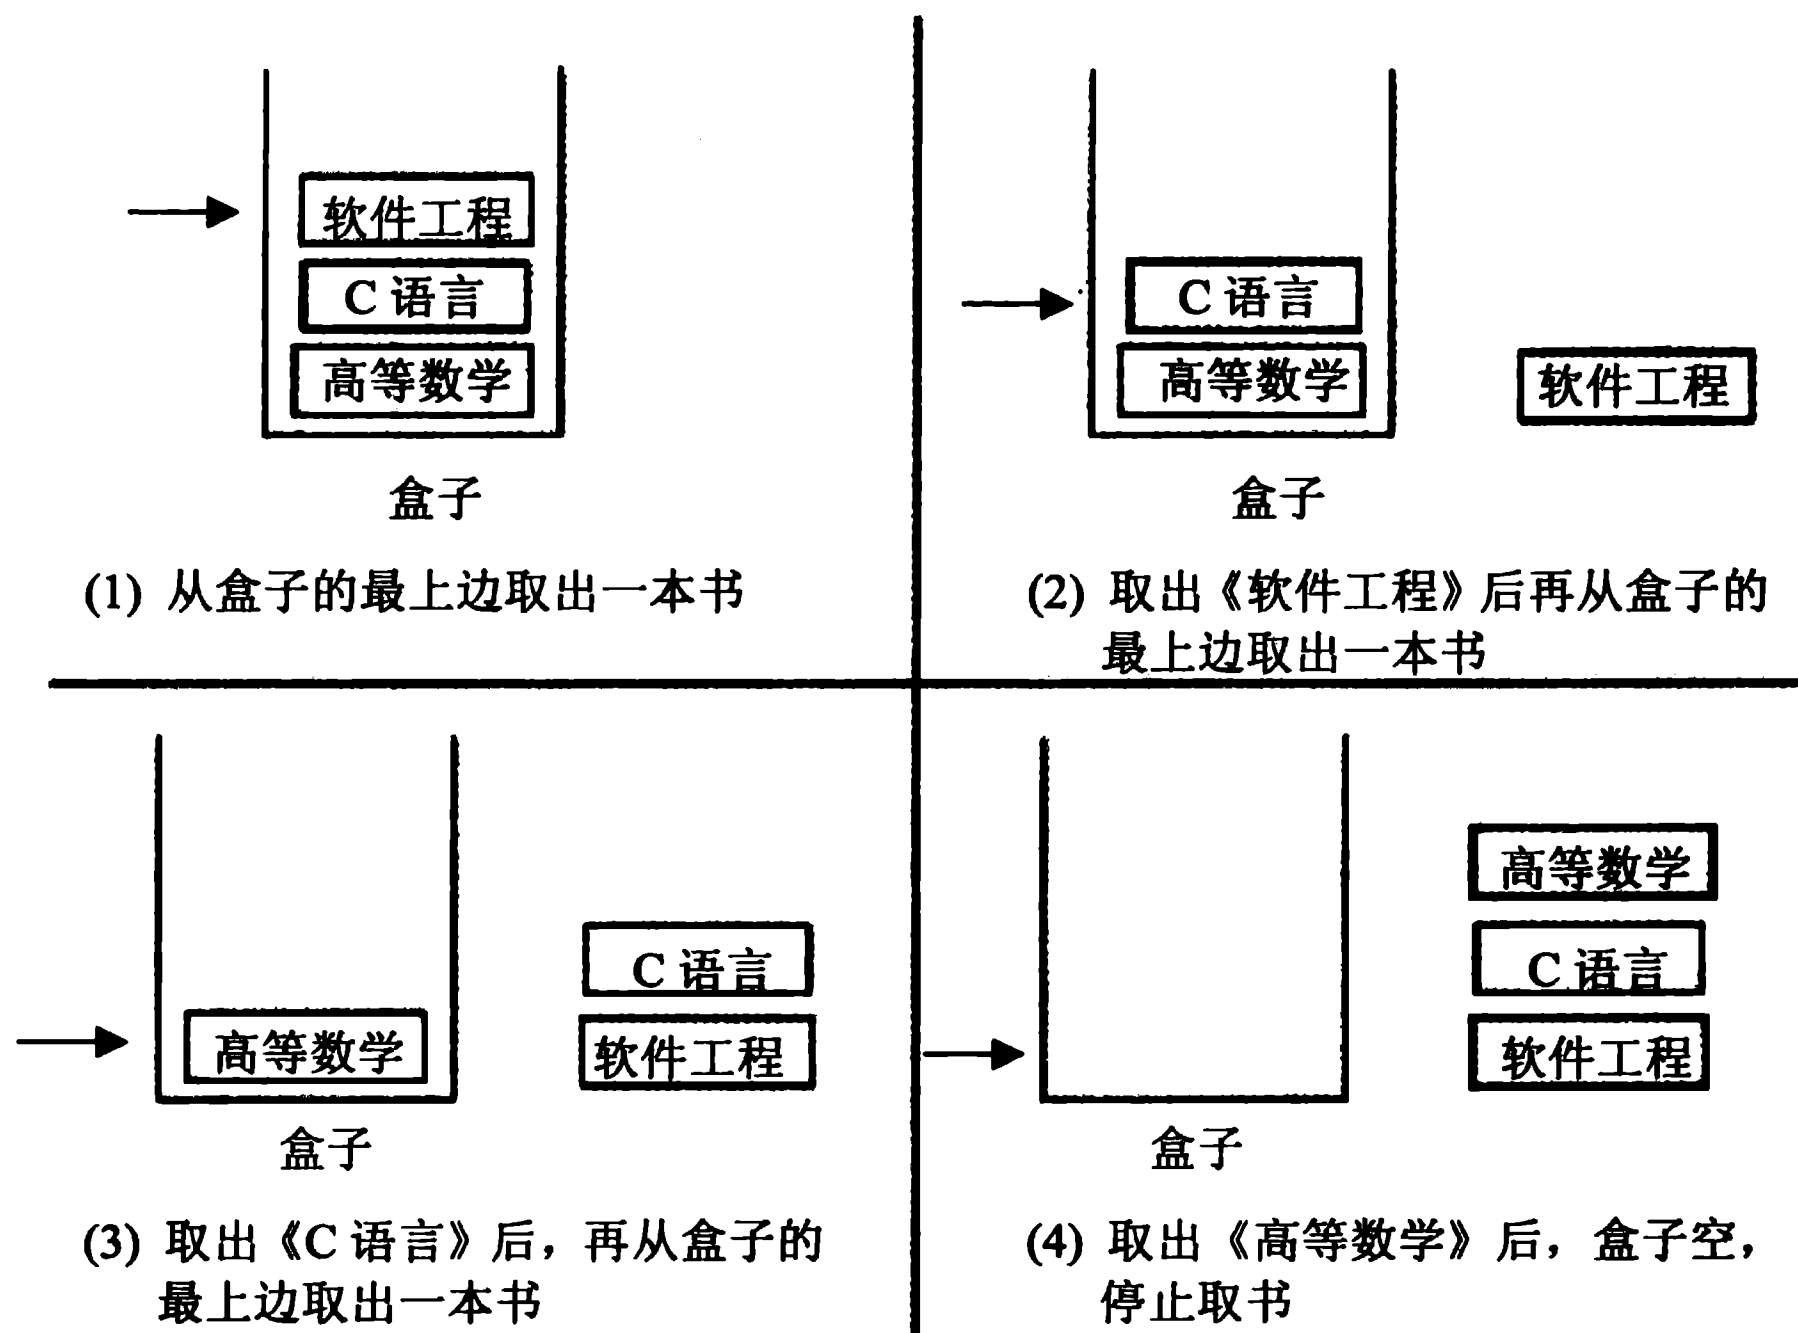 软件工程
C 语言
高等数学
盒子
(1) 从盒子的最上边取出一本书
C 语言
高等数学
软件工程
盒子
(2) 取出《软件工程》后再从盒子的
最上边取出一本书
高等数学
C 语言
软件工程
盒子
(3) 取出《C 语言》后，再从盒子的
最上边取出一本书
高等数学
C 语言
软件工程
盒子
(4) 取出《高等数学》后，盒子空，
停止取书